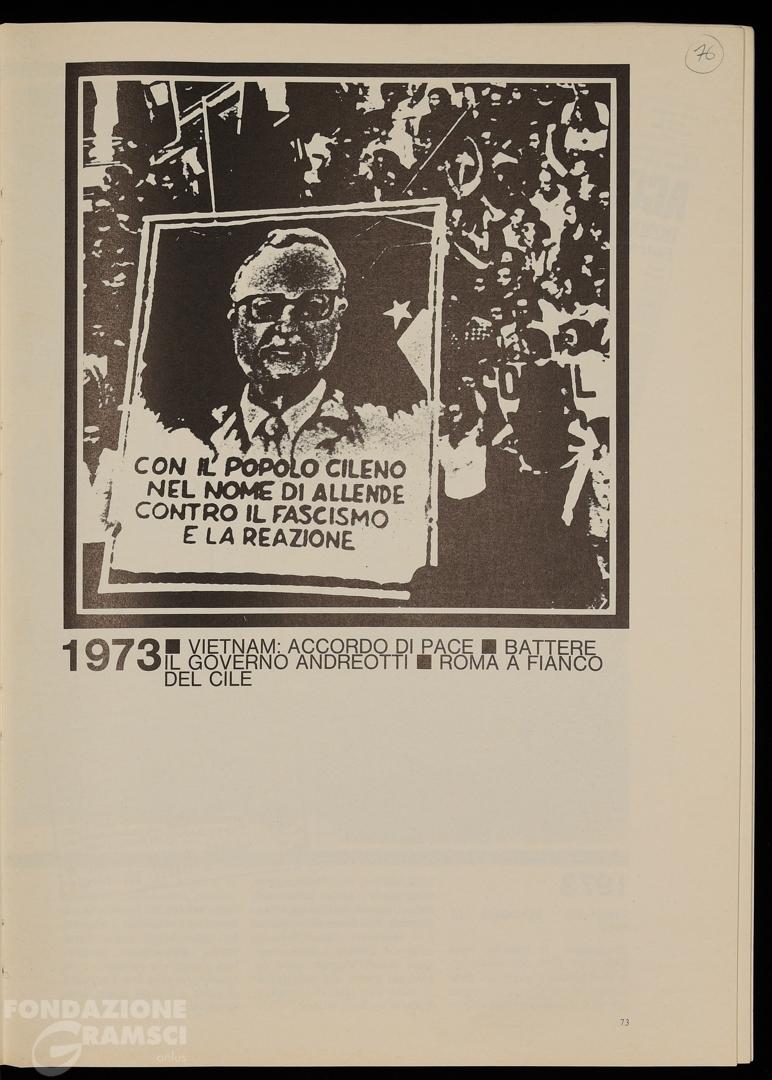 76
CON IL POPOLO CILENO
NEL NOME DI ALLENDE
CONTRO IL FASCISMO
E LA REAZIONE
1973 ■ VIETNAM: ACCORDO DI PACE ■ BATTERE
IL GOVERNO ANDREOTTI ■ ROMA A FIANCO
DEL CILE
73
FONDAZIONE
GRAMSCI
onlus